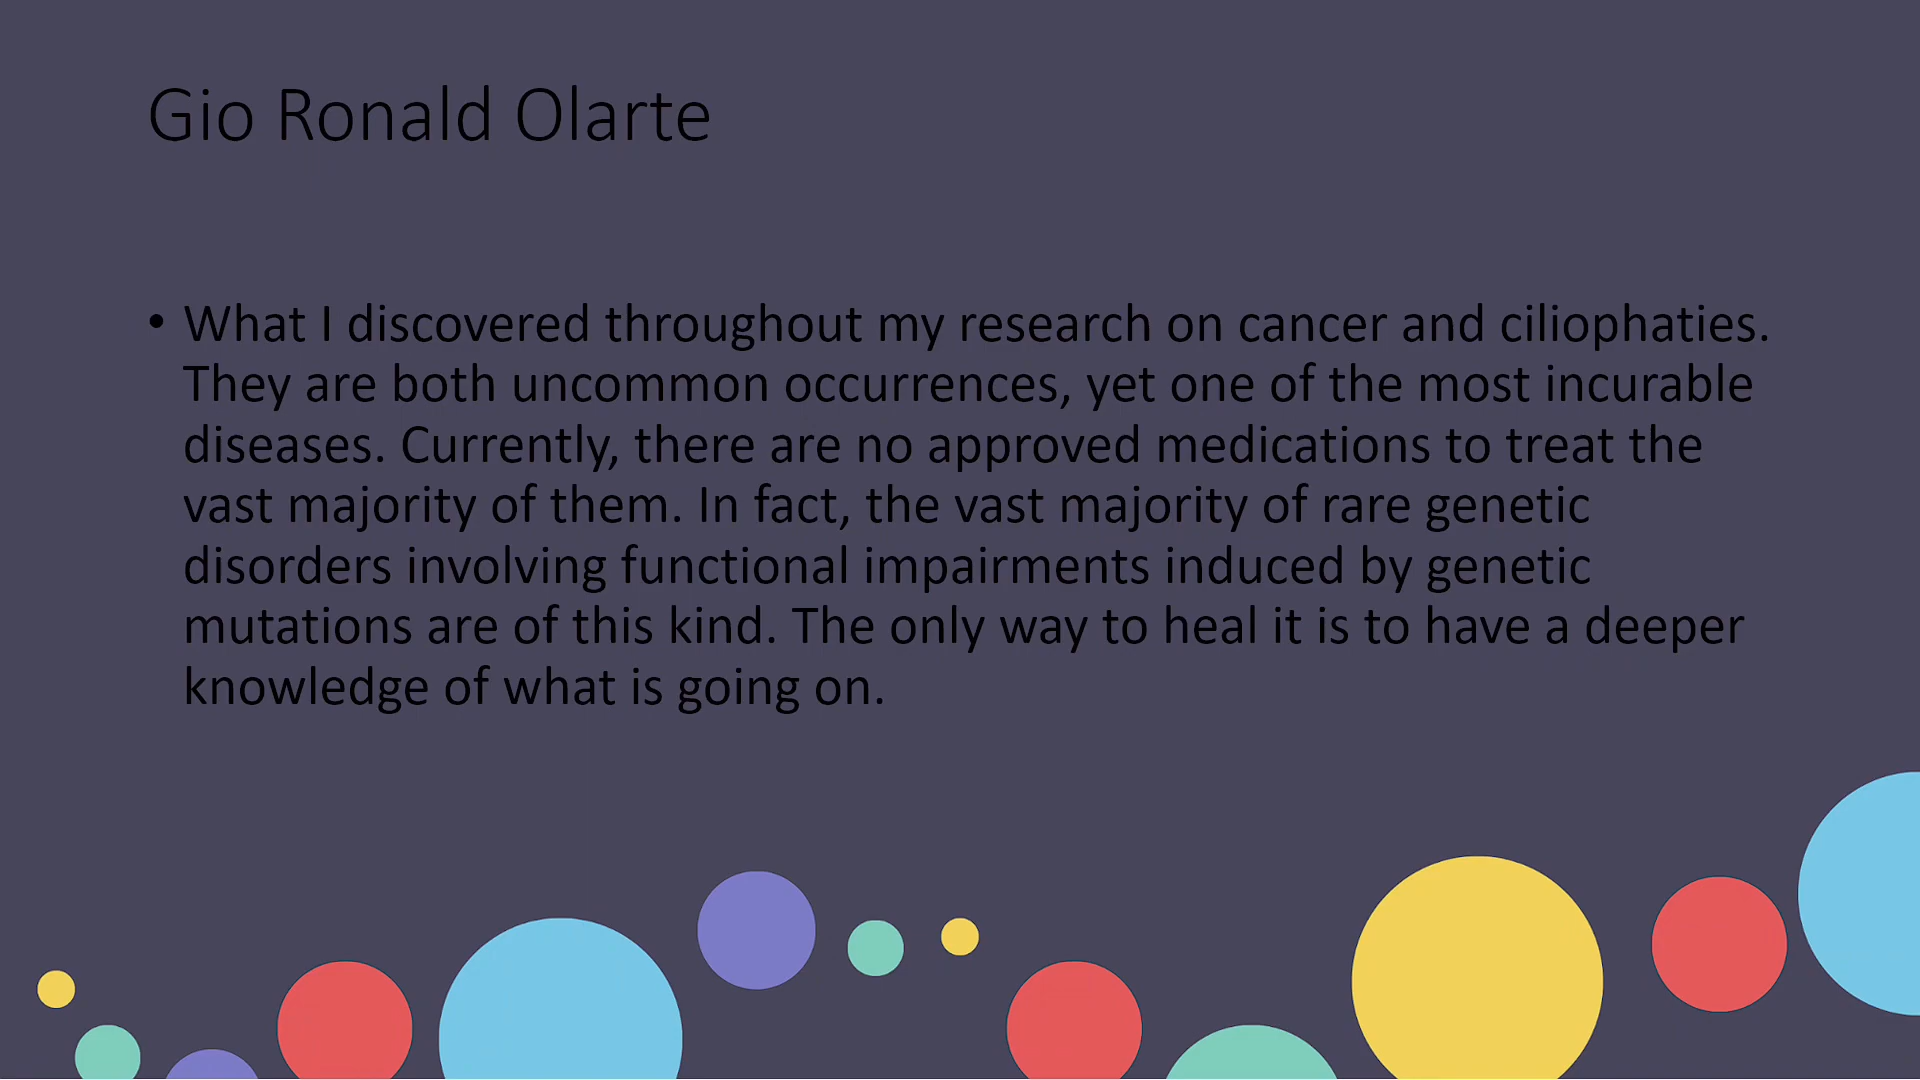 Gio Ronald Olarte
• What I discovered throughout my research on cancer and ciliophaties.
They are both uncommon occurrences, yet one of the most incurable
diseases. Currently, there are no approved medications to treat the
vast majority of them. In fact, the vast majority of rare genetic
disorders involving functional impairments induced by genetic
mutations are of this kind. The only way to heal it is to have a deeper
knowledge of what is going on.